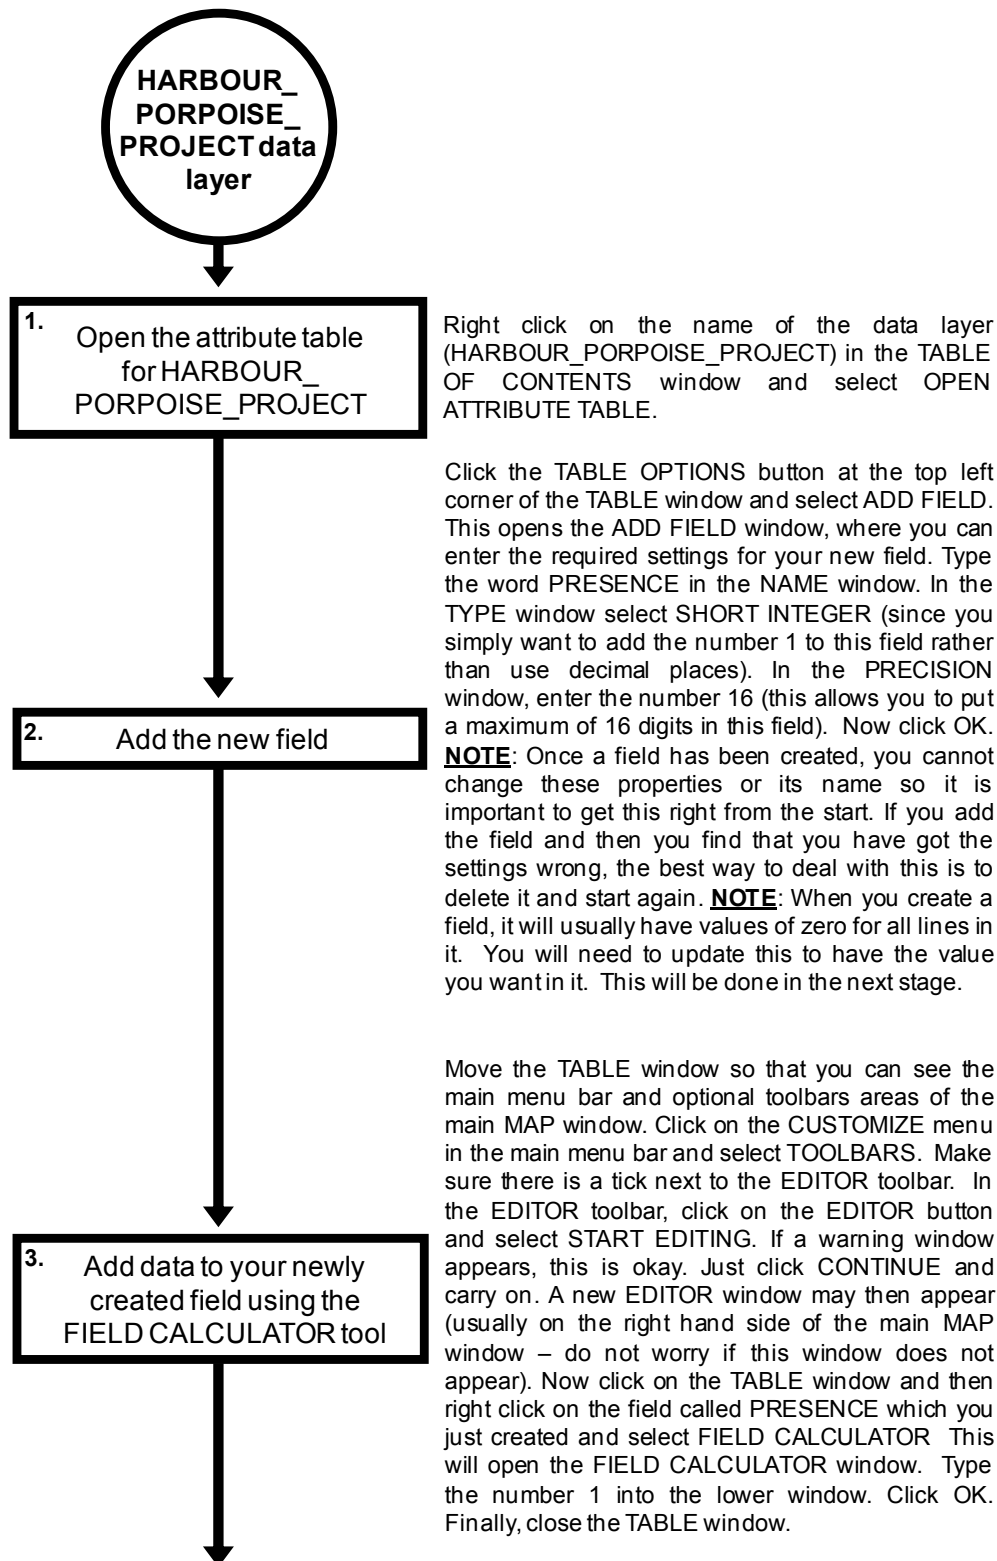 HARBOUR_
PORPOISE_
PROJECT data
layer
1.
Open the attribute table
for HARBOUR_
PORPOISE_PROJECT
Right click on the name of the data layer
(HARBOUR_PORPOISE_PROJECT) in the TABLE
OF CONTENTS window and select OPEN
ATTRIBUTE TABLE.
2.
Add the new field
Click the TABLE OPTIONS button at the top left
corner of the TABLE window and select ADD FIELD.
This opens the ADD FIELD window, where you can
enter the required settings for your new field. Type
the word PRESENCE in the NAME window. In the
TYPE window select SHORT INTEGER (since you
simply want to add the number 1 to this field rather
than use decimal places). In the PRECISION
window, enter the number 16 (this allows you to put
a maximum of 16 digits in this field). Now click OK.
NOTE: Once a field has been created, you cannot
change these properties or its name so it is
important to get this right from the start. If you add
the field and then you find that you have got the
settings wrong, the best way to deal with this is to
delete it and start again. NOTE: When you create a
field, it will usually have values of zero for all lines in
it. You will need to update this to have the value
you want in it. This will be done in the next stage.
3.
Add data to your newly
created field using the
FIELD CALCULATOR tool
Move the TABLE window so that you can see the
main menu bar and optional toolbars areas of the
main MAP window. Click on the CUSTOMIZE menu
in the main menu bar and select TOOLBARS. Make
sure there is a tick next to the EDITOR toolbar. In
the EDITOR toolbar, click on the EDITOR button
and select START EDITING. If a warning window
appears, this is okay. Just click CONTINUE and
carry on. A new EDITOR window may then appear
(usually on the right hand side of the main MAP
window – do not worry if this window does not
appear). Now click on the TABLE window and then
right click on the field called PRESENCE which you
just created and select FIELD CALCULATOR This
will open the FIELD CALCULATOR window. Type
the number 1 into the lower window. Click OK.
Finally, close the TABLE window.